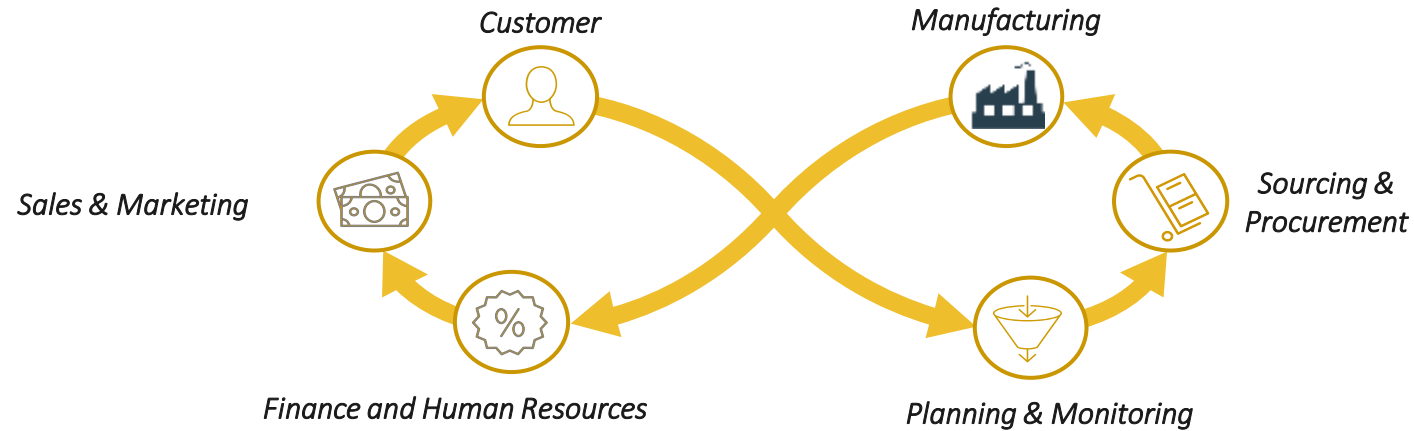 Customer
Manufacturing
Sales & Marketing
Sourcing &
Procurement
%
Finance and Human Resources
Planning & Monitoring